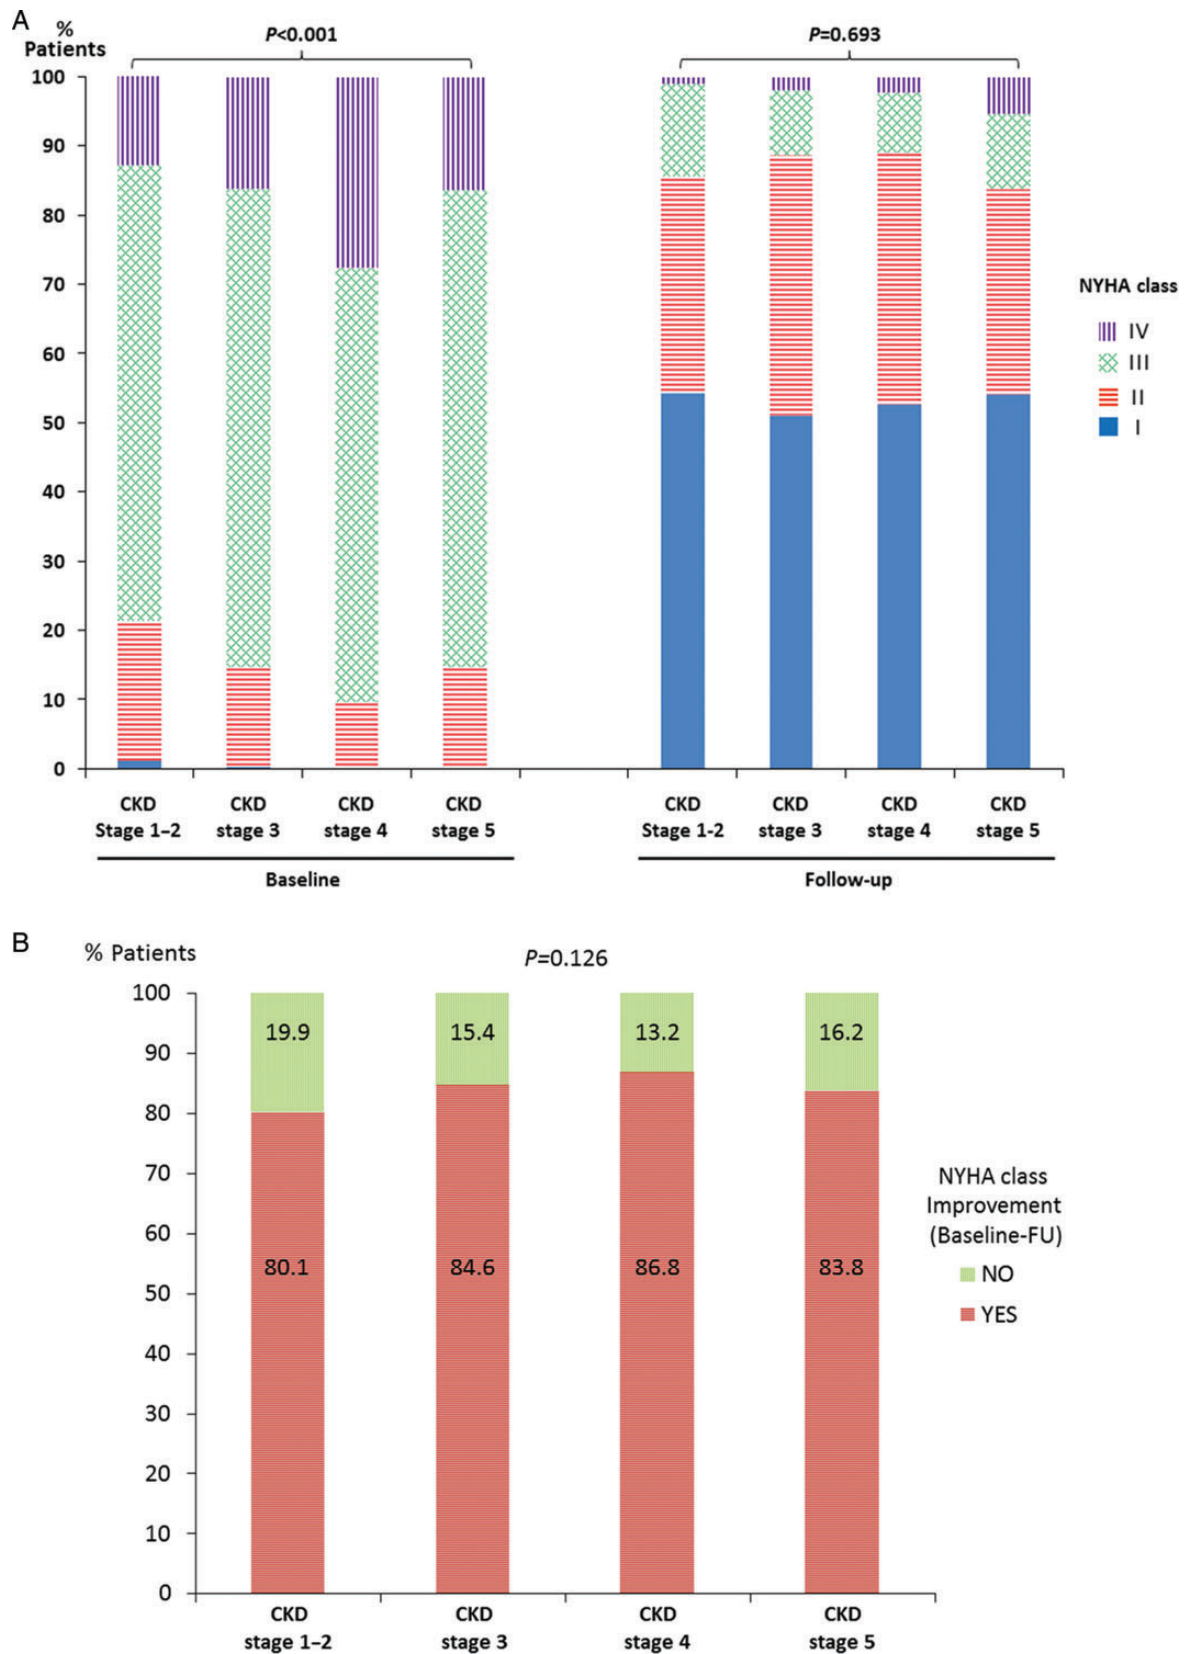 A
%
Patients
P<0.001
P=0.693
100
90
80
70
60
50
40
30
20
10
0
NYHA class
IV
III
II
I
CKD
Stage 1–2
CKD
stage 3
CKD
stage 4
CKD
stage 5
CKD
Stage 1-2
CKD
stage 3
CKD
stage 4
CKD
stage 5
Baseline
Follow-up
B
% Patients
P=0.126
100
90
80
70
60
50
40
30
20
10
0
19.9
15.4
13.2
16.2
80.1
84.6
86.8
83.8
NYHA class
Improvement
(Baseline-FU)
NO
YES
CKD
stage 1–2
CKD
stage 3
CKD
stage 4
CKD
stage 5